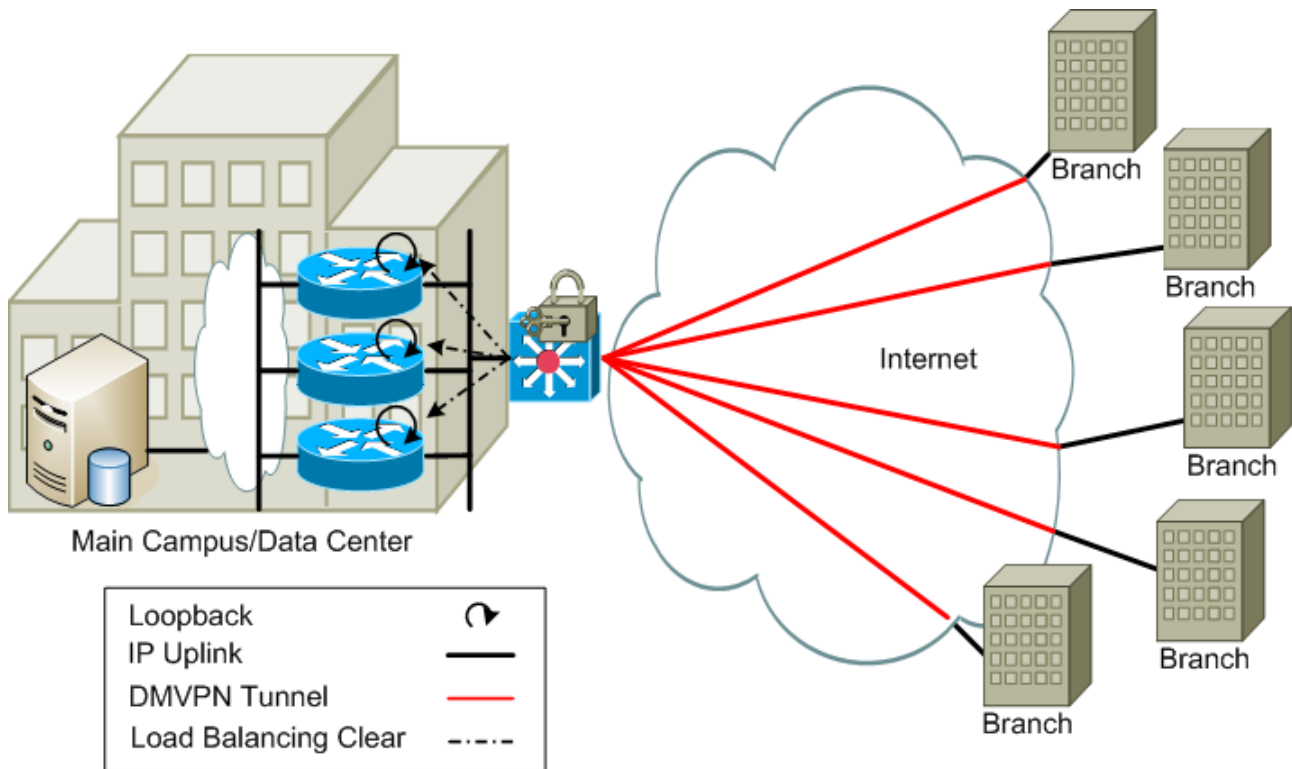 Branch
Branch
Internet
Branch
Main Campus/Data Center
Branch
Branch
Loopback
IP Uplink
DMVPN Tunnel
Load Balancing Clear